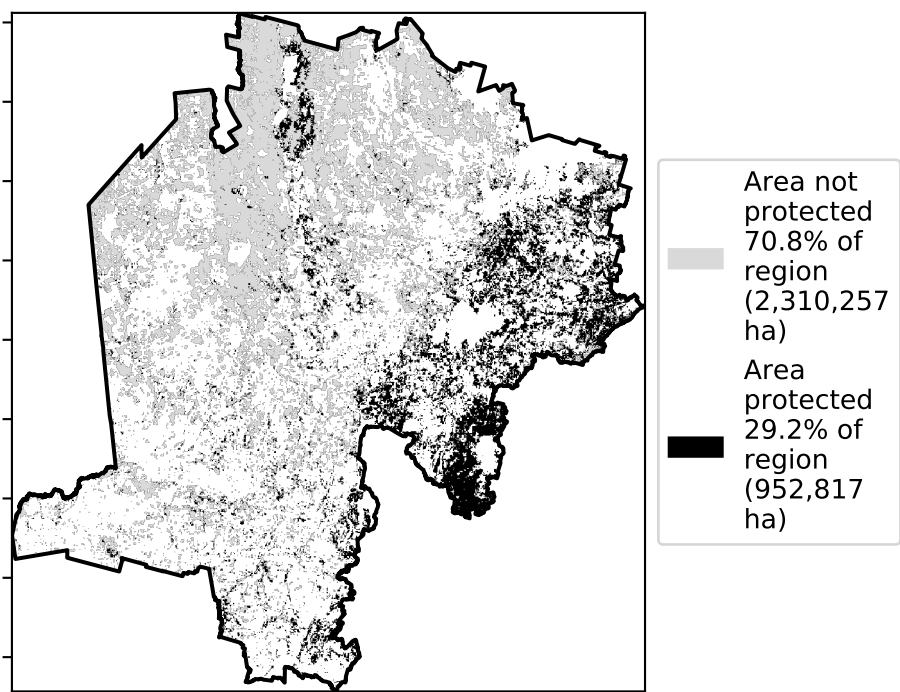 Area not
protected
70.8% of
region
(2,310,257
ha)
Area
protected
29.2% of
region
(952,817
ha)